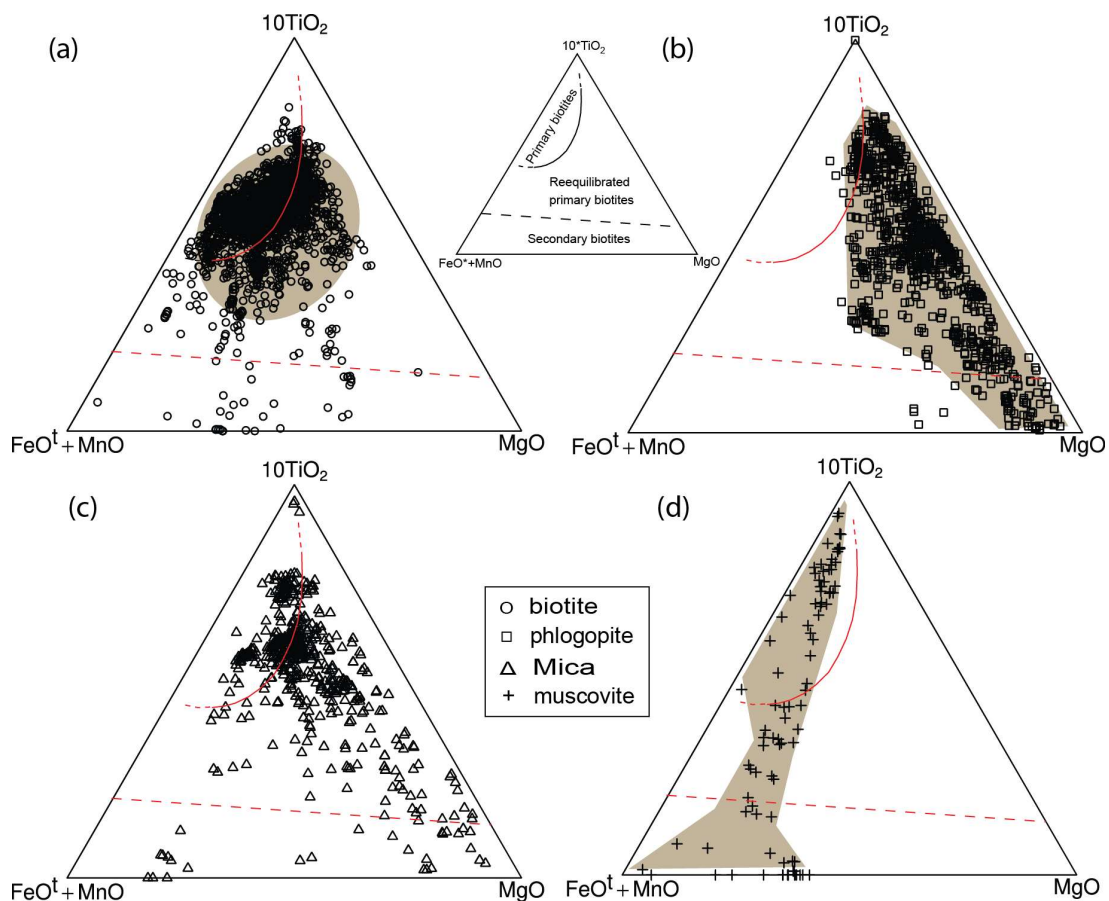 (a)
10TiO₂
FeOᵗ+MnO
MgO
10*TiO₂
Primary biotites
Reequilibrated
primary biotites
Secondary biotites
FeO*+MnO
MgO
(b)
10TiO₂
FeOᵗ+MnO
MgO
(c)
10TiO₂
FeOᵗ+MnO
MgO
biotite
phlogopite
Mica
muscovite
(d)
10TiO₂
FeOᵗ+MnO
MgO